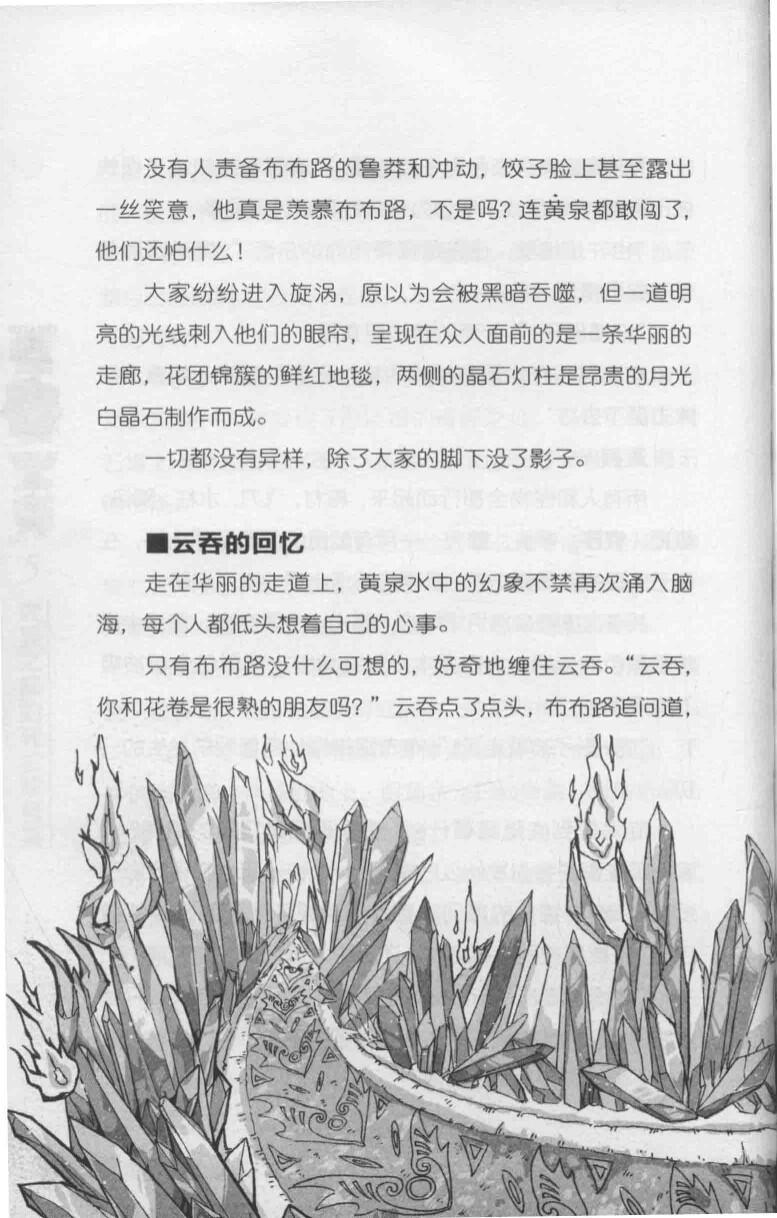 没有人责备布布路的鲁莽和冲动，饺子脸上甚至露出
一丝笑意，他真是羡慕布布路，不是吗？连黄泉都敢闯了，
他们还怕什么！
大家纷纷进入旋涡，原以为会被黑暗吞噬，但一道明
亮的光线刺入他们的眼帘，呈现在众人面前的是一条华丽的
走廊，花团锦簇的鲜红地毯，两侧的晶石灯柱是昂贵的月光
白晶石制作而成。
一切都没有异样，除了大家的脚下没了影子。
■云吞的回忆
走在华丽的走道上，黄泉水中的幻象不禁再次涌入脑
海，每个人都低头想着自己的心事。
只有布布路没什么可想的，好奇地缠住云吞。“云吞，
你和花卷是很熟的朋友吗？”云吞点了点头，布布路追问道，